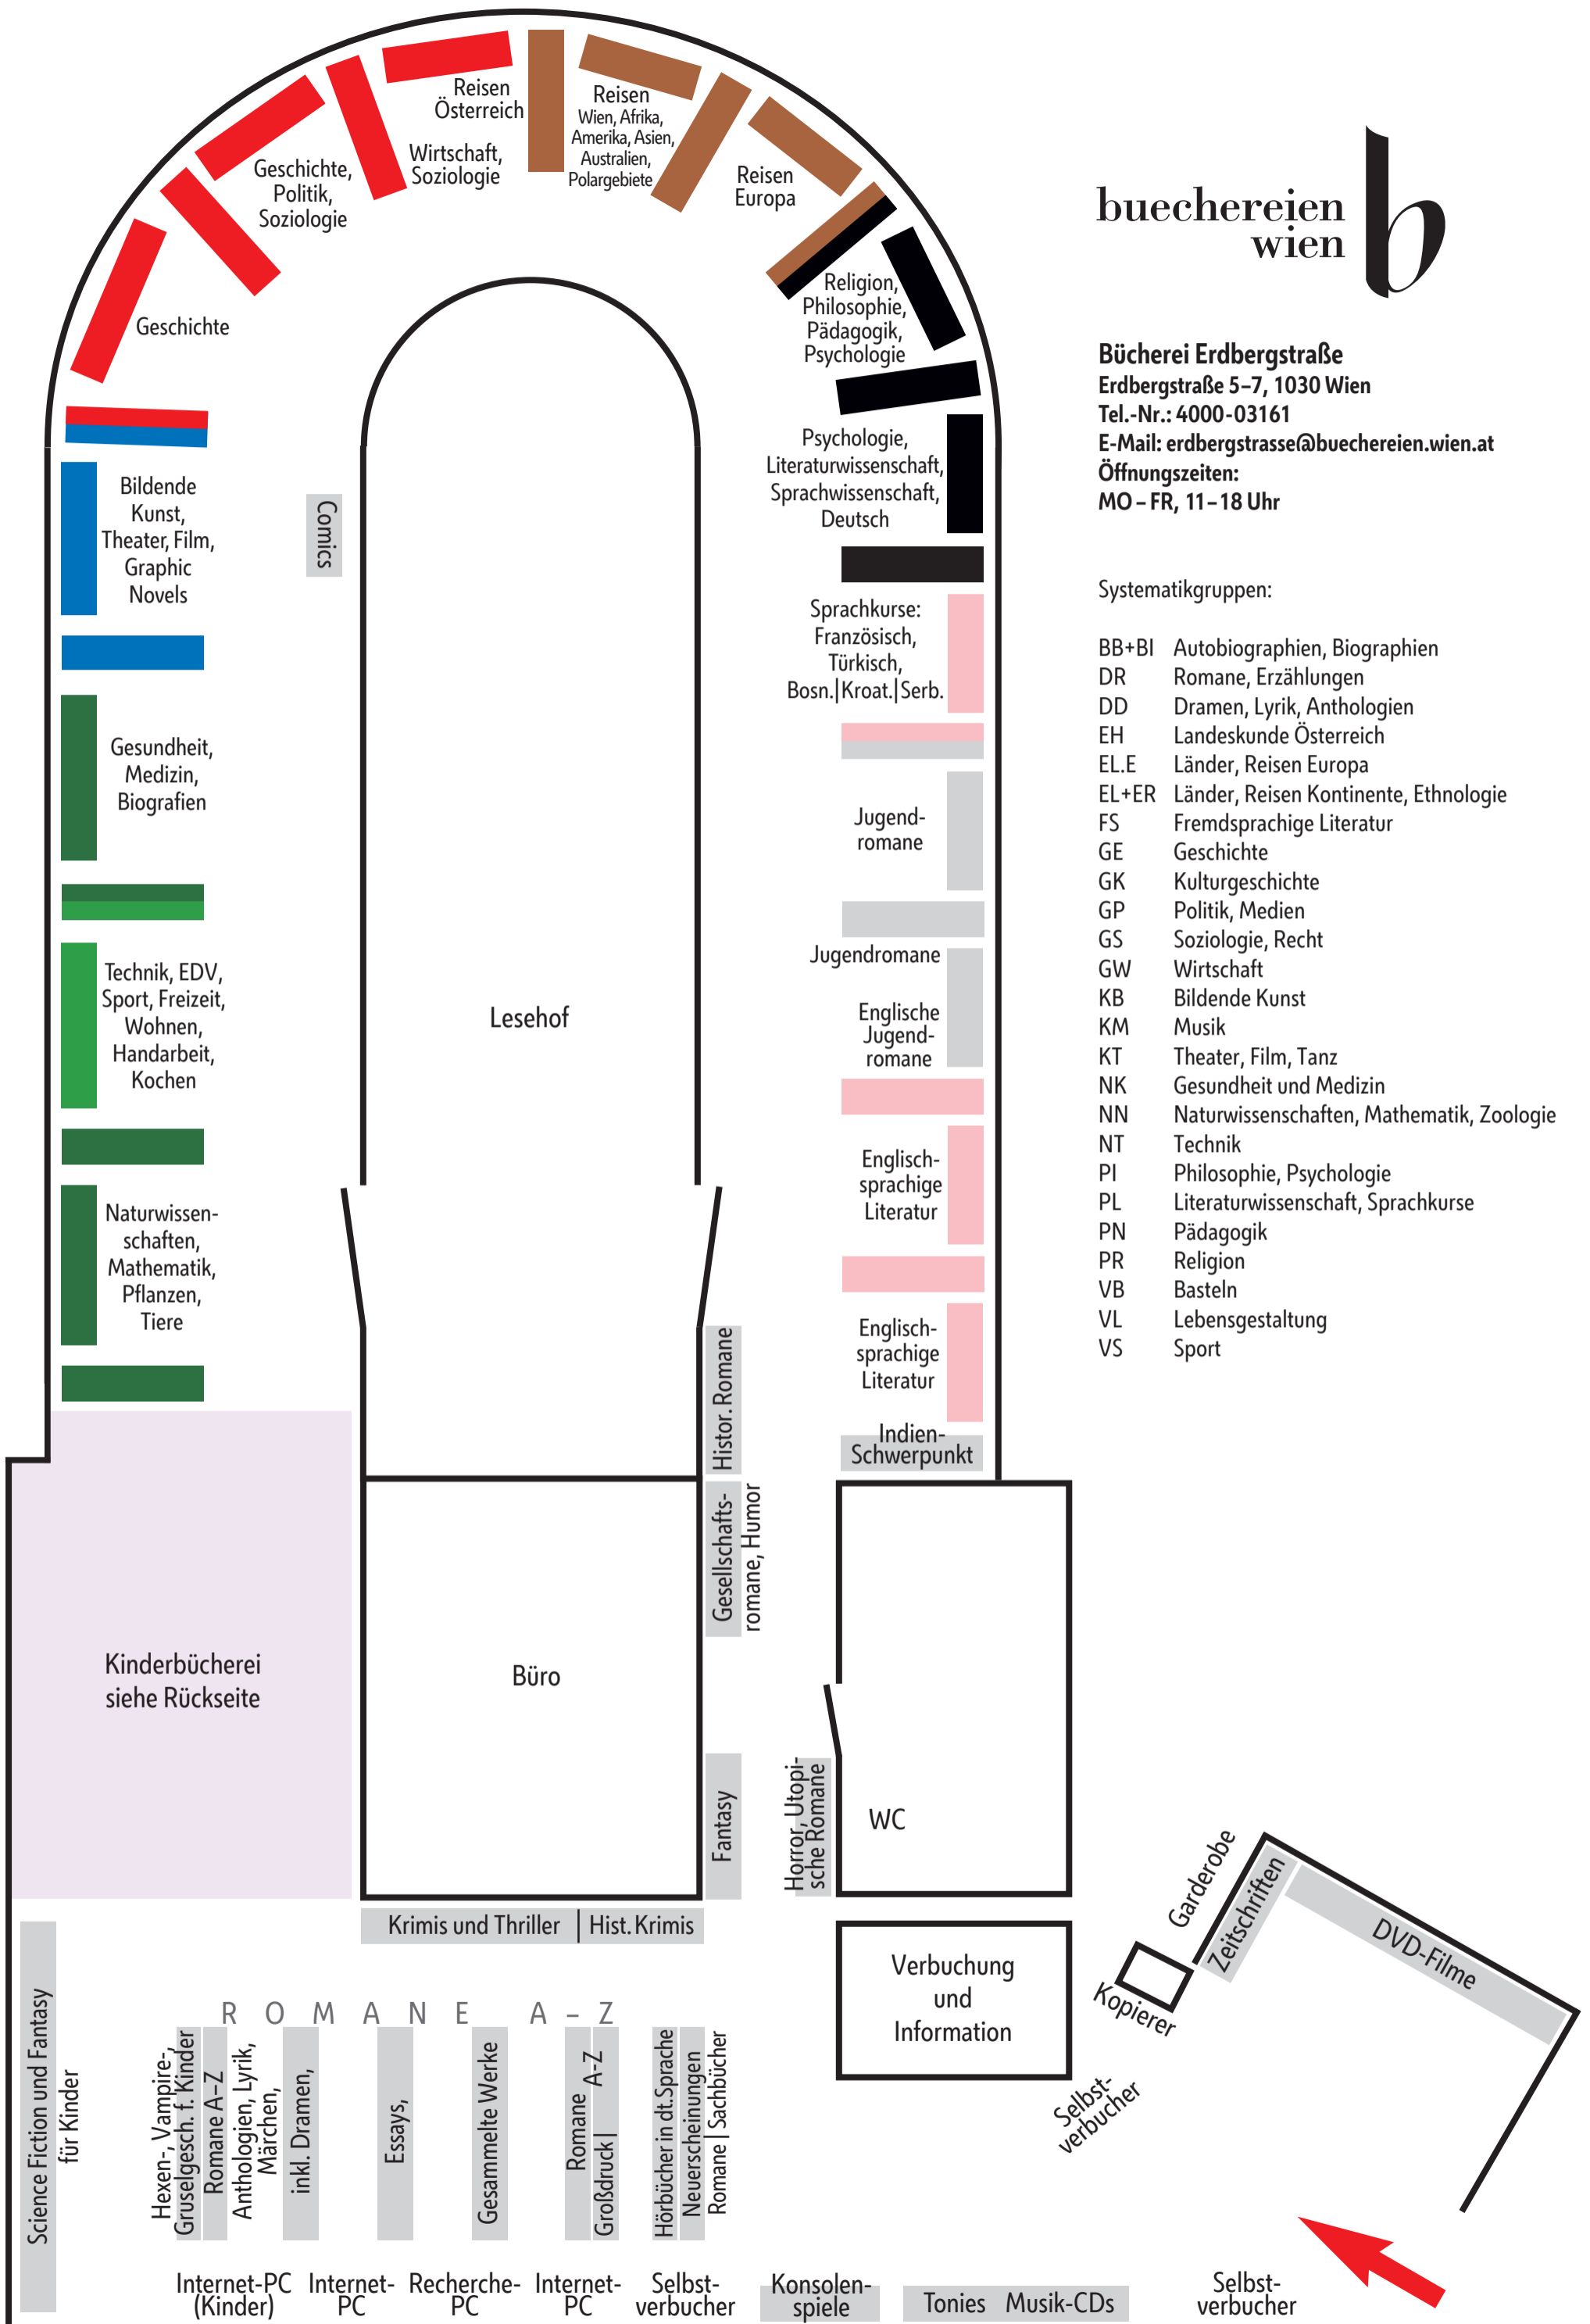 Reisen
Österreich
Wirtschaft,
Soziologie
Reisen
Wien, Afrika,
Amerika, Asien,
Australien,
Polargebiete
Reisen
Europa
Geschichte,
Politik,
Soziologie
Geschichte
Religion,
Philosophie,
Pädagogik,
Psychologie
buechereien
wien
b
Bücherei Erdbergstraße
Erdbergstraße 5–7, 1030 Wien
Tel.-Nr.: 4000-03161
E-Mail: erdbergstrasse@buechereien.wien.at
Öffnungszeiten:
MO – FR, 11–18 Uhr
Systematikgruppen:
BB+BI Autobiographien, Biographien
DR Romane, Erzählungen
DD Dramen, Lyrik, Anthologien
EH Landeskunde Österreich
EL.E Länder, Reisen Europa
EL+ER Länder, Reisen Kontinente, Ethnologie
FS Fremdsprachige Literatur
GE Geschichte
GK Kulturgeschichte
GP Politik, Medien
GS Soziologie, Recht
GW Wirtschaft
KB Bildende Kunst
KM Musik
KT Theater, Film, Tanz
NK Gesundheit und Medizin
NN Naturwissenschaften, Mathematik, Zoologie
NT Technik
PI Philosophie, Psychologie
PL Literaturwissenschaft, Sprachkurse
PN Pädagogik
PR Religion
VB Basteln
VL Lebensgestaltung
VS Sport
Bildende
Kunst,
Theater, Film,
Graphic
Novels
Comics
Psychologie,
Literaturwissenschaft,
Sprachwissenschaft,
Deutsch
Sprachkurse:
Französisch,
Türkisch,
Bosn.|Kroat.|Serb.
Gesundheit,
Medizin,
Biografien
Jugend-
romane
Jugendromane
Englische
Jugend-
romane
Technik, EDV,
Sport, Freizeit,
Wohnen,
Handarbeit,
Kochen
Lesehof
Englisch-
sprachige
Literatur
Naturwissen-
schaften,
Mathematik,
Pflanzen,
Tiere
Englisch-
sprachige
Literatur
Indien-
Schwerpunkt
Histor. Romane
Gesellschafts-
romane, Humor
Kinderbücherei
siehe Rückseite
Büro
Fantasy
Horror, Utopi-
sche Romane
WC
Krimis und Thriller | Hist. Krimis
Verbuchung
und
Information
Garderobe
Zeitschriften
DVD-Filme
Kopierer
Selbst-
verbucher
ROMANE A–Z
Science Fiction und Fantasy
für Kinder
Hexen-, Vampire-,
Gruselgesch. f. Kinder
Romane A–Z
Anthologien, Lyrik,
Märchen,
inkl. Dramen,
Essays,
Gesammelte Werke
Romane
A-Z
Großdruck |
Hörbücher in dt. Sprache
Neuerscheinungen
Romane | Sachbücher
Internet-PC
(Kinder)
Internet-
PC
Recherche-
PC
Internet-
PC
Selbst-
verbucher
Konsolen-
spiele
Tonies Musik-CDs
Selbst-
verbucher